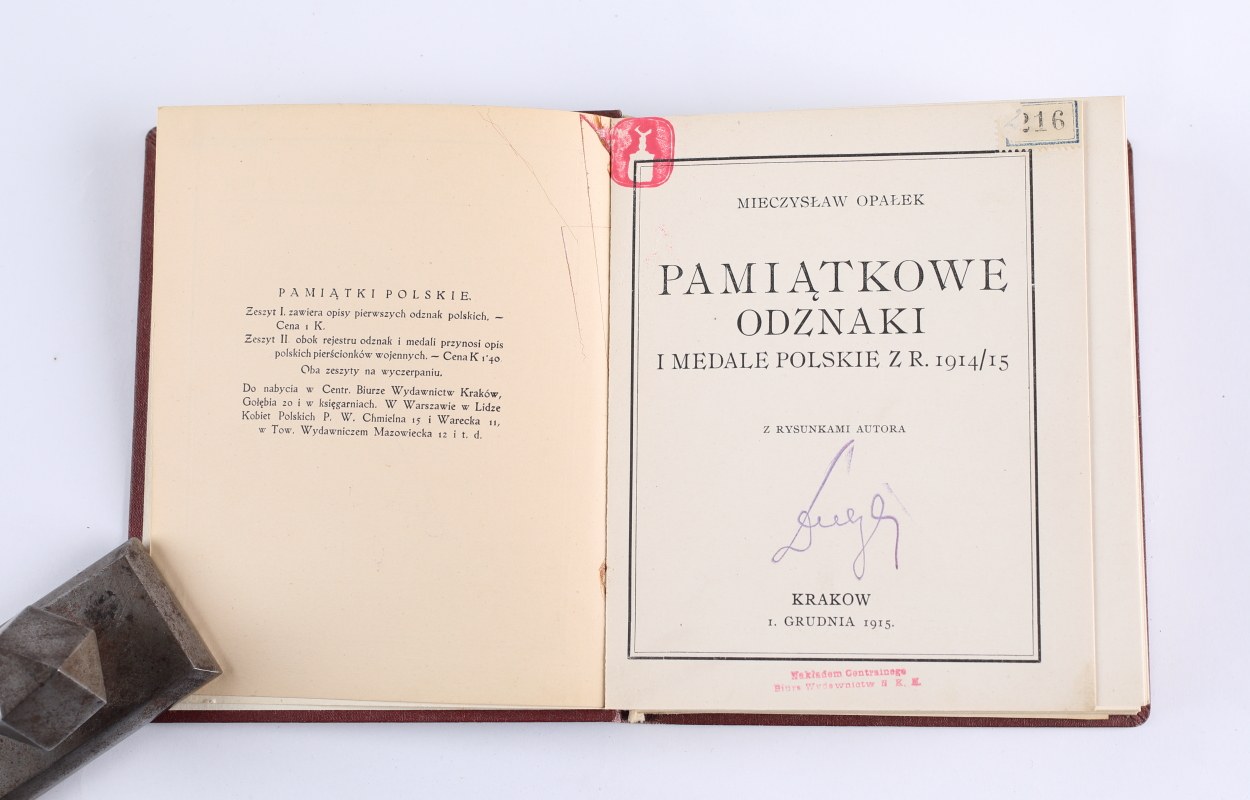 PAMIĄTKI POLSKIE.
Zeszyt I. zawiera opisy pierwszych odznak polskich. —
Cena 1 K.
Zeszyt II. obok rejestru odznak i medali przynosi opis
polskich pierścionków wojennych. — Cena K 1·40
Oba zeszyty na wyczerpaniu.
Do nabycia w Centr. Biurze Wydawnictw Kraków,
Gołębia 20 i w księgarniach. W Warszawie w Lidze
Kobiet Polskich P. W. Chmielna 15 i Warecka 11,
w Tow. Wydawniczem Mazowiecka 12 i t. d.
216
MIECZYSŁAW OPAŁEK
PAMIĄTKOWE
ODZNAKI
I MEDALE POLSKIE Z R. 1914/15
Z RYSUNKAMI AUTORA
KRAKOW
1. GRUDNIA 1915.
Nakładem Centralnego
Biura Wydawnictw N. K. N.